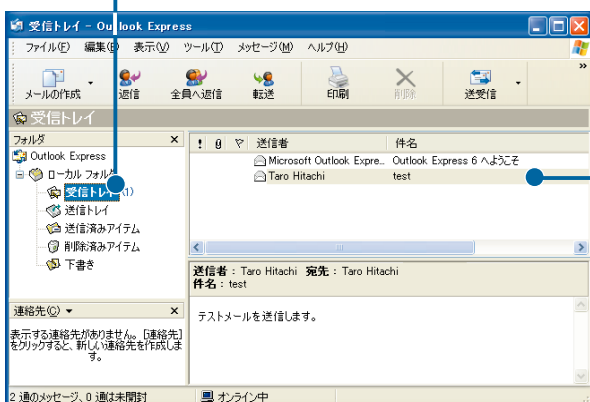 受信トレイ - Outlook Express
ファイル(F) 編集(E) 表示(V) ツール(T) メッセージ(M) ヘルプ(H)
メールの作成 返信 全員へ返信 転送 印刷 削除 送受信
受信トレイ
フォルダ
Outlook Express
ローカル フォルダ
受信トレイ (1)
送信トレイ
送信済みアイテム
削除済みアイテム
下書き
連絡先(C)
表示する連絡先がありません。[連絡先]
をクリックすると、新しい連絡先を作成しま
す。
送信者 件名
Microsoft Outlook Expre... Outlook Express 6 へようこそ
Taro Hitachi test
送信者: Taro Hitachi 宛先: Taro Hitachi
件名: test
テストメールを送信します。
2 通のメッセージ、0 通は未開封 オンライン中